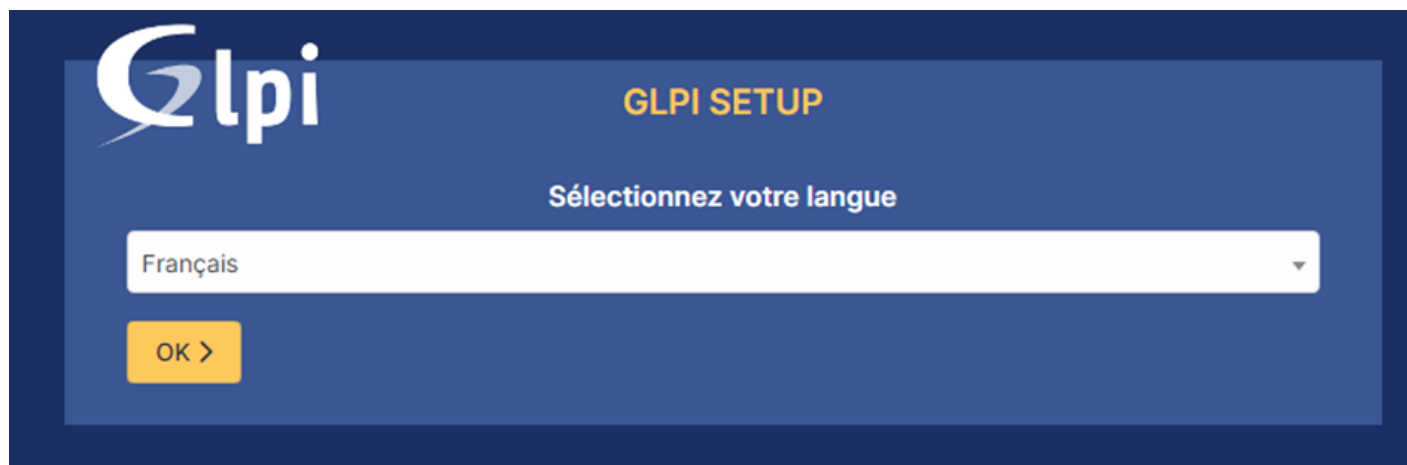 Glpi
GLPI SETUP
Sélectionnez votre langue
Français
OK